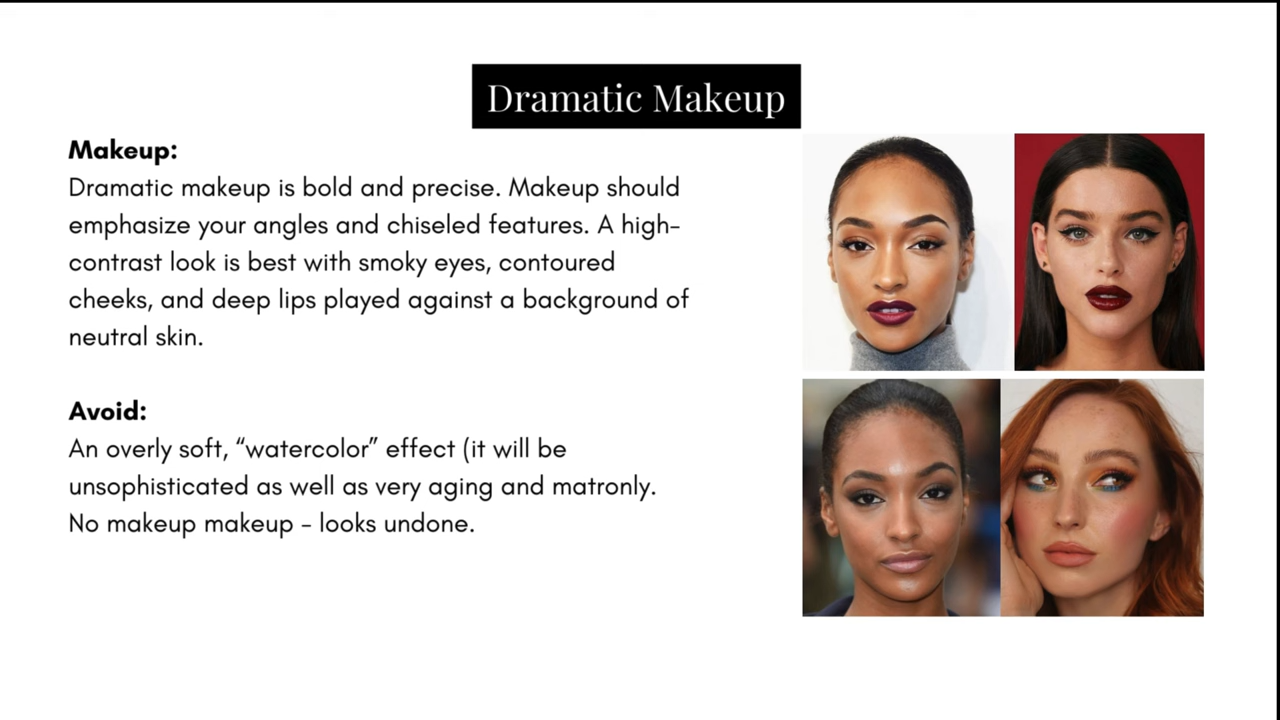 Dramatic Makeup
Makeup:
Dramatic makeup is bold and precise. Makeup should
emphasize your angles and chiseled features. A high-
contrast look is best with smoky eyes, contoured
cheeks, and deep lips played against a background of
neutral skin.
Avoid:
An overly soft, “watercolor” effect (it will be
unsophisticated as well as very aging and matronly.
No makeup makeup - looks undone.